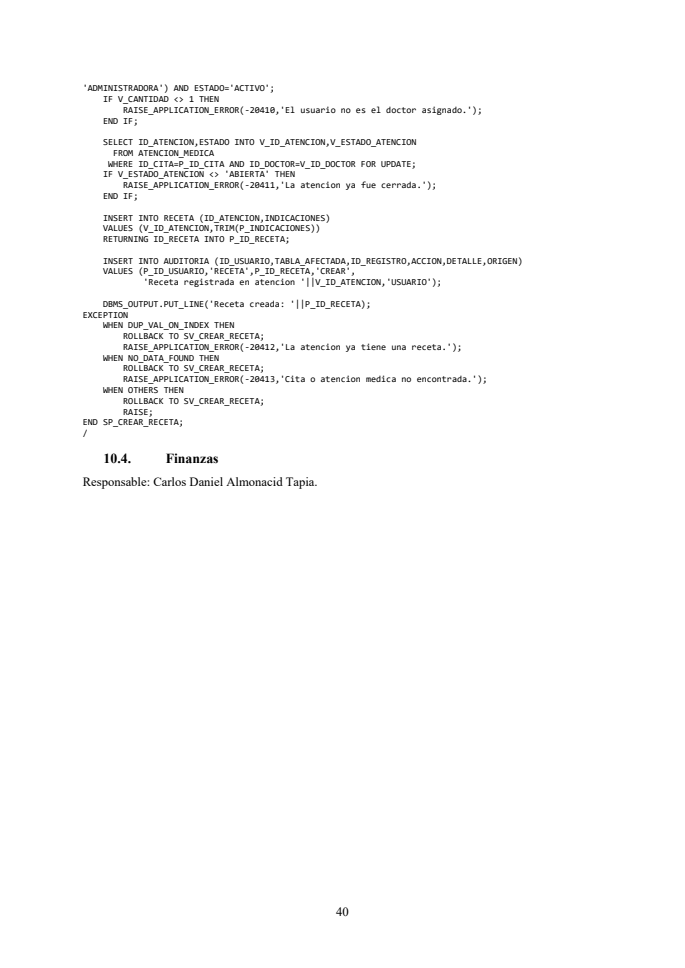 'ADMINISTRADORA') AND ESTADO='ACTIVO';
    IF V_CANTIDAD <> 1 THEN
        RAISE_APPLICATION_ERROR(-20410,'El usuario no es el doctor asignado.');
    END IF;

    SELECT ID_ATENCION,ESTADO INTO V_ID_ATENCION,V_ESTADO_ATENCION
      FROM ATENCION_MEDICA
     WHERE ID_CITA=P_ID_CITA AND ID_DOCTOR=V_ID_DOCTOR FOR UPDATE;
    IF V_ESTADO_ATENCION <> 'ABIERTA' THEN
        RAISE_APPLICATION_ERROR(-20411,'La atencion ya fue cerrada.');
    END IF;

    INSERT INTO RECETA (ID_ATENCION,INDICACIONES)
    VALUES (V_ID_ATENCION,TRIM(P_INDICACIONES))
    RETURNING ID_RECETA INTO P_ID_RECETA;

    INSERT INTO AUDITORIA (ID_USUARIO,TABLA_AFECTADA,ID_REGISTRO,ACCION,DETALLE,ORIGEN)
    VALUES (P_ID_USUARIO,'RECETA',P_ID_RECETA,'CREAR',
            'Receta registrada en atencion '||V_ID_ATENCION,'USUARIO');

    DBMS_OUTPUT.PUT_LINE('Receta creada: '||P_ID_RECETA);
EXCEPTION
    WHEN DUP_VAL_ON_INDEX THEN
        ROLLBACK TO SV_CREAR_RECETA;
        RAISE_APPLICATION_ERROR(-20412,'La atencion ya tiene una receta.');
    WHEN NO_DATA_FOUND THEN
        ROLLBACK TO SV_CREAR_RECETA;
        RAISE_APPLICATION_ERROR(-20413,'Cita o atencion medica no encontrada.');
    WHEN OTHERS THEN
        ROLLBACK TO SV_CREAR_RECETA;
        RAISE;
END SP_CREAR_RECETA;
/
10.4. Finanzas
Responsable: Carlos Daniel Almonacid Tapia.
40